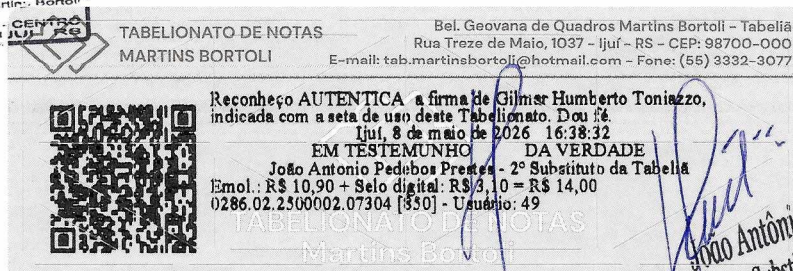 CENTRO
IJUÍ RS
TABELIONATO DE NOTAS
MARTINS BORTOLI
Bel. Geovana de Quadros Martins Bortoli - Tabeliã
Rua Treze de Maio, 1037 - Ijuí - RS - CEP: 98700-000
E-mail: tab.martinsbortoli@hotmail.com - Fone: (55) 3332-3077
Reconheço AUTENTICA a firma de Gilmar Humberto Toniazzo,
indicada com a seta de uso deste Tabelionato. Dou fé.
Ijuí, 8 de maio de 2026 16:38:32
EM TESTEMUNHO DA VERDADE
João Antonio Pedebos Prestes - 2º Substituto da Tabeliã
Emol.: R$ 10,90 + Selo digital: R$ 3,10 = R$ 14,00
0286.02.2500002.07304 [850] - Usuário: 49
TABELIONATO DE NOTAS
Martins Bortoli
João Antôni